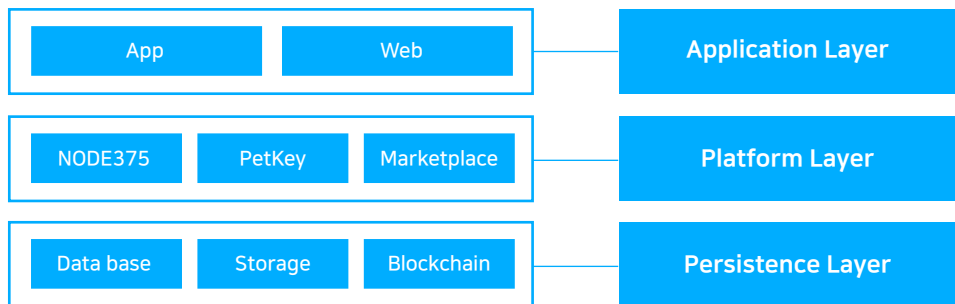 App
Web
Application Layer
NODE375
PetKey
Marketplace
Platform Layer
Data base
Storage
Blockchain
Persistence Layer